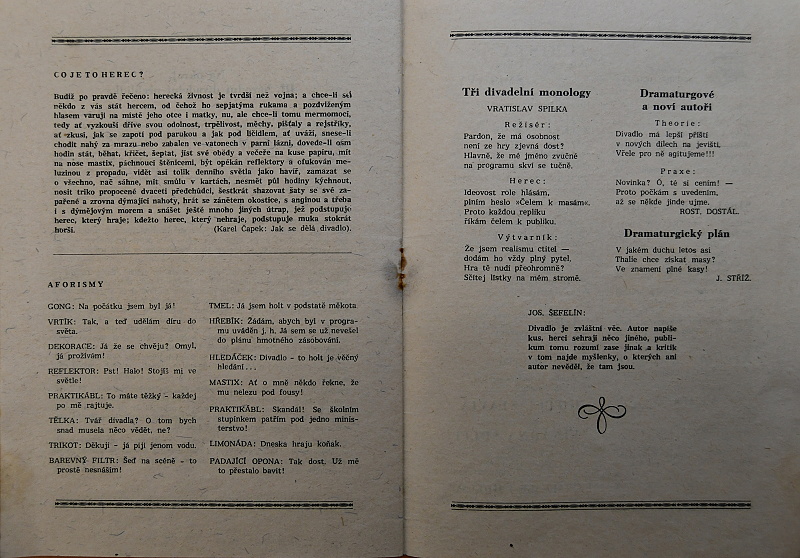 CO JE TO HEREC?
Budiž po pravdě řečeno: herecká živnost je tvrdší než vojna; a chce-li se
někdo z vás stát hercem, od čehož ho sepjatýma rukama a pozdviženým
hlasem varuji na místě jeho otce i matky, nu, ale chce-li tomu mermomocí,
tedy ať vyzkouší dříve svou odolnost, trpělivost, měchy, píšťaly a rejstříky,
ať zkusí, jak se zapotí pod parukou a jak pod líčidlem, ať uváží, snese-li
chodit nahý za mrazu nebo zabalen ve vatonech v parní lázni, dovede-li osm
hodin stát, běhat, křičet, šeptat, jíst své obědy a večeře na kuse papíru, mít
na nose mastix, páchnoucí štěnicemi, být opékán reflektory a ofukován me-
luzínou z propadu, vidět asi tolik denního světla jako havíř, zamazat se
o všechno, rač sáhne, mít smůlu v kartách, nesmět půl hodiny kýchnout,
nosit triko propocené dvaceti předchůdci, šestkrát shazovat šaty se své za-
pařené a zrovna dýmající nahoty, hrát se zánětem okostice, s anginou a třeba
i s dýmějovým morem a snášet ještě mnoho jiných útrap, jež podstupuje
herec, který hraje; kdežto herec, který nehraje, podstupuje muka stokrát
horší. (Karel Čapek: Jak se dělá divadlo).
AFORISMY
GONG: Na počátku jsem byl já!
VRTÍK: Tak, a teď udělám díru do
světa.
DEKORACE: Já že se chvěju? Omyl,
já prožívám!
REFLEKTOR: Pst! Halo! Stojíš mi ve
světle!
PRAKTIKÁBL: To máte těžký - každej
po mě rajtuje.
TĚLKA: Tvář divadla? O tom bych
snad musela něco vědět, ne?
TRIKOT: Děkuji - já piji jenom vodu.
BAREVNÝ FILTR: Šeď na scéně - to
prostě nesnáším!
TMEL: Já jsem holt v podstatě měkota.
HŘEBÍK: Žádám, abych byl v progra-
mu uváděn j. h. Já sem se už nevešel
do plánu hmotného zásobování.
HLEDÁČEK: Divadlo - to holt je věčný
hledání...
MASTIX: Ať o mně někdo řekne, že
mu nelezu pod fousy!
PRAKTIKÁBL: Skandál! Se školním
stupínkem patřím pod jedno minis-
terstvo!
LIMONÁDA: Dneska hraju koňak.
PADAJÍCÍ OPONA: Tak dost. Už mě
to přestalo bavit!
Tři divadelní monology
VRATISLAV SPILKA
Režisér:
Pardon, že má osobnost
není ze hry zjevná dost?
Hlavně, že mé jméno zvučné
na programu skví se tučně.
Herec:
Ideovost role hlásám,
plním heslo »Čelem k masám«.
Proto každou repliku
říkám čelem k publiku.
Výtvarník:
Že jsem realismu ctitel —
dodám ho vždy plný pytel.
Hra tě nudí přeohromně?
Sčítej lístky na mém stromě.
Dramaturgové
a noví autoři
Theorie:
Divadlo má lepší příští
v nových dílech na jevišti.
Vřele pro ně agitujeme!!!
Praxe:
Novinka? Ó, té si cením! —
Proto počkám s uvedením,
až se někde jinde ujme.
ROST. DOSTÁL.
Dramaturgický plán
V jakém duchu letos asi
Thalie chce získat masy?
Ve znamení plné kasy!
J. STŘÍŽ.
JOS. ŠEFELÍN:
Divadlo je zvláštní věc. Autor napíše
kus, herci sehrají něco jiného, publi-
kum tomu rozumí zase jinak a kritik
v tom najde myšlenky, o kterých ani
autor nevěděl, že tam jsou.